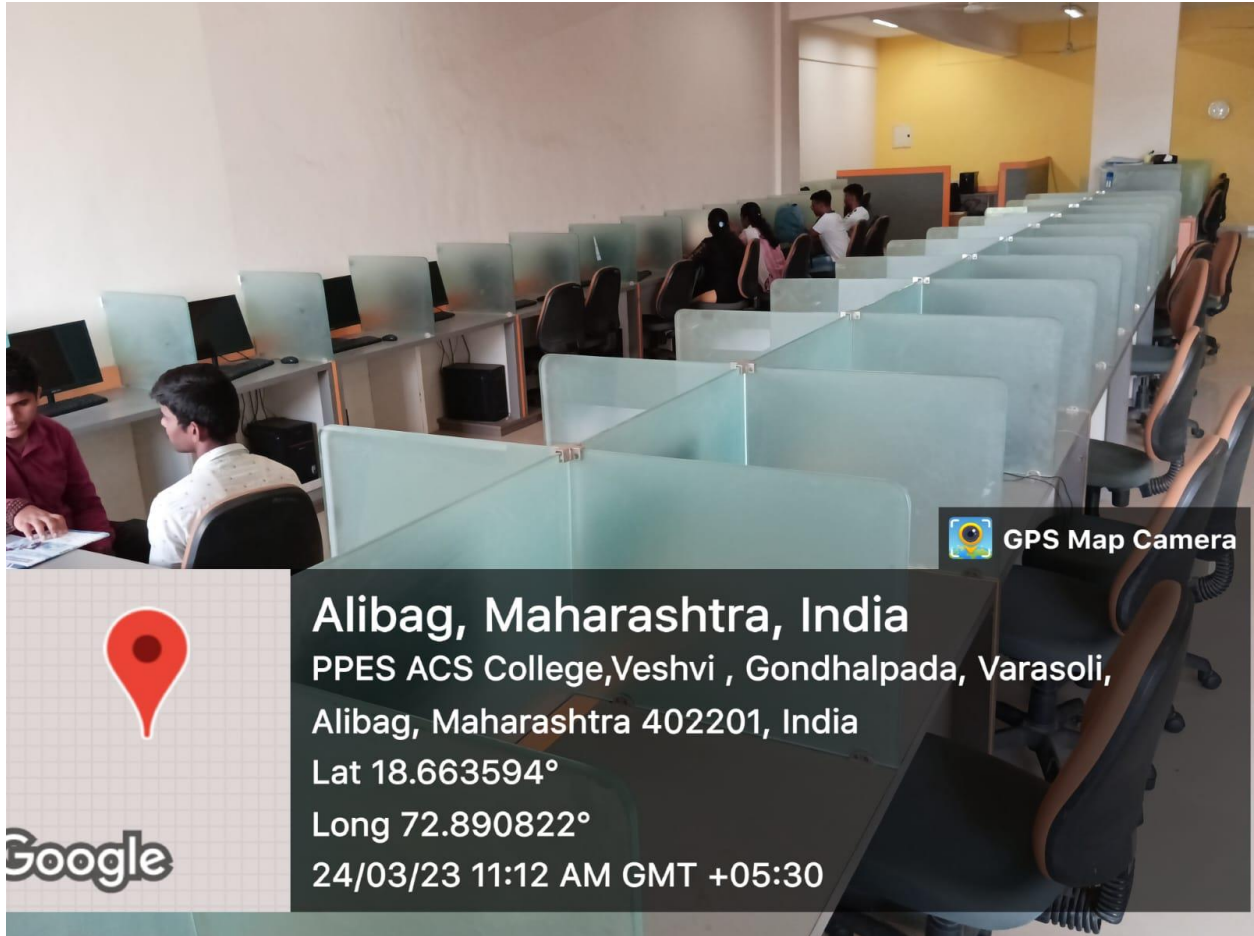 GPS Map Camera
Alibag, Maharashtra, India
PPES ACS College,Veshvi , Gondhalpada, Varasoli,
Alibag, Maharashtra 402201, India
Lat 18.663594°
Long 72.890822°
24/03/23 11:12 AM GMT +05:30
Google